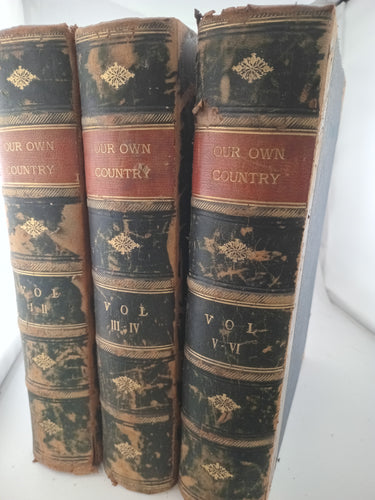 OUR OWN
COUNTRY
VOL
I-II
OUR OWN
COUNTRY
VOL
III-IV
OUR OWN
COUNTRY
VOL
V-VI